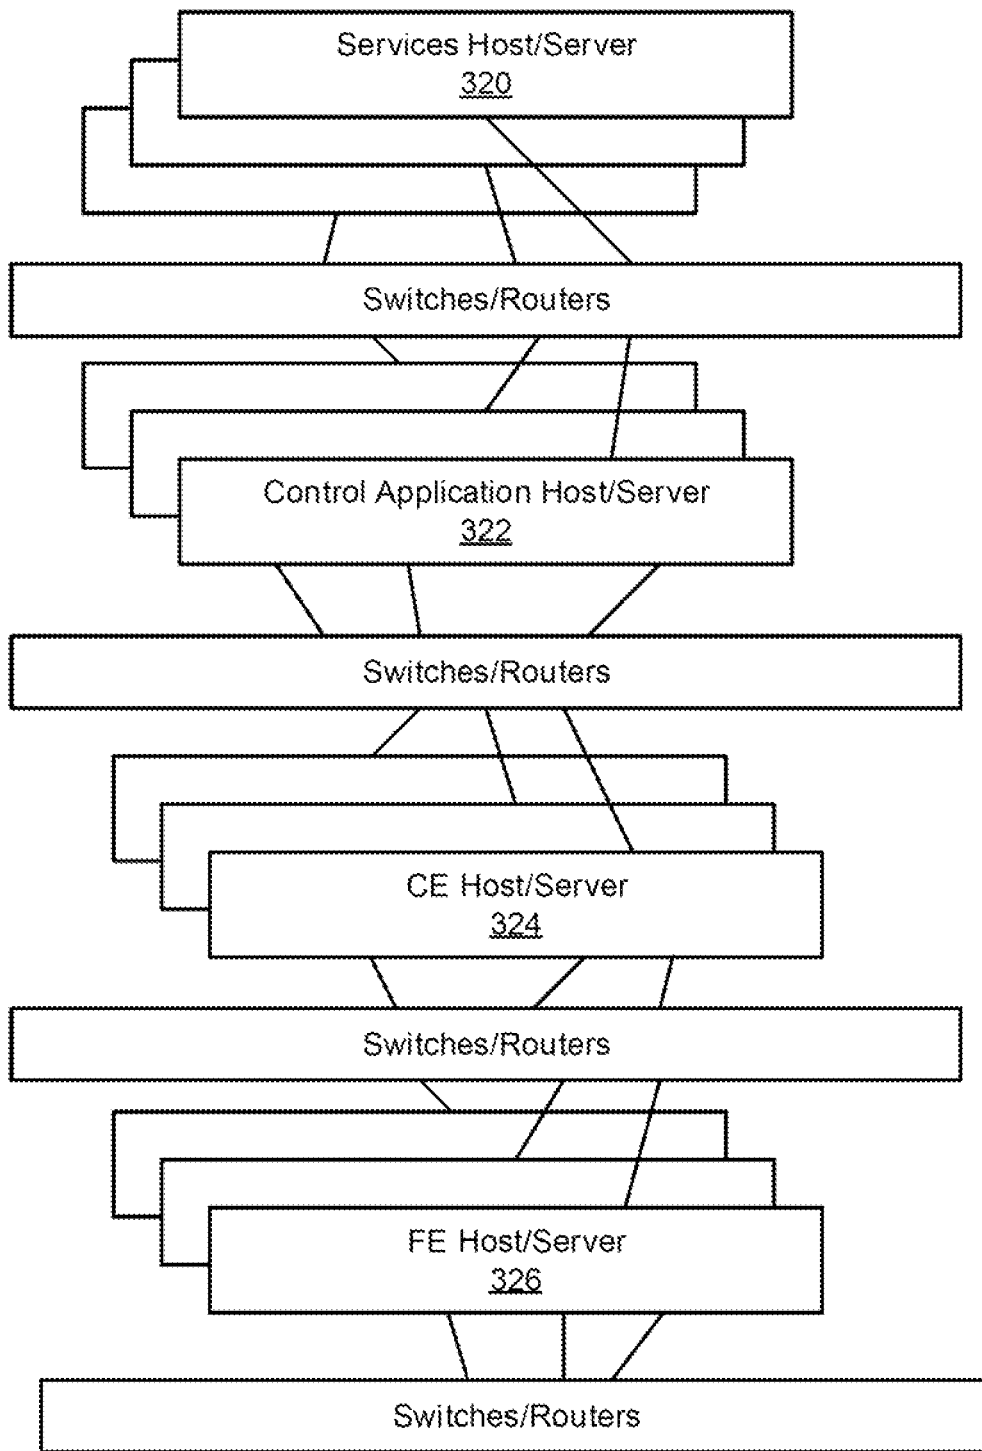 Services Host/Server
320
Switches/Routers
Control Application Host/Server
322
Switches/Routers
CE Host/Server
324
Switches/Routers
FE Host/Server
326
Switches/Routers